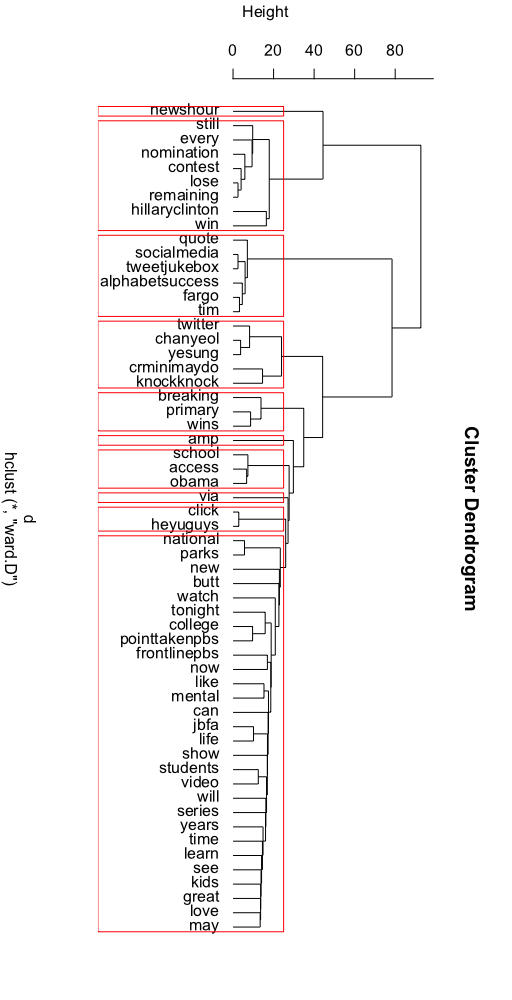 Height
0 20 40 60 80
newshour
still
every
nomination
contest
lose
remaining
hillaryclinton
win
quote
socialmedia
tweetjukebox
alphabetsuccess
fargo
tim
twitter
chanyeol
yesung
crminimaydo
knockknock
breaking
primary
wins
amp
school
access
obama
via
click
heyuguys
national
parks
new
butt
watch
tonight
college
pointtakenpbs
frontlinepbs
now
like
mental
can
jbfa
life
show
students
video
will
series
years
time
learn
see
kids
great
love
may
Cluster Dendrogram
d
hclust (*, "ward.D")